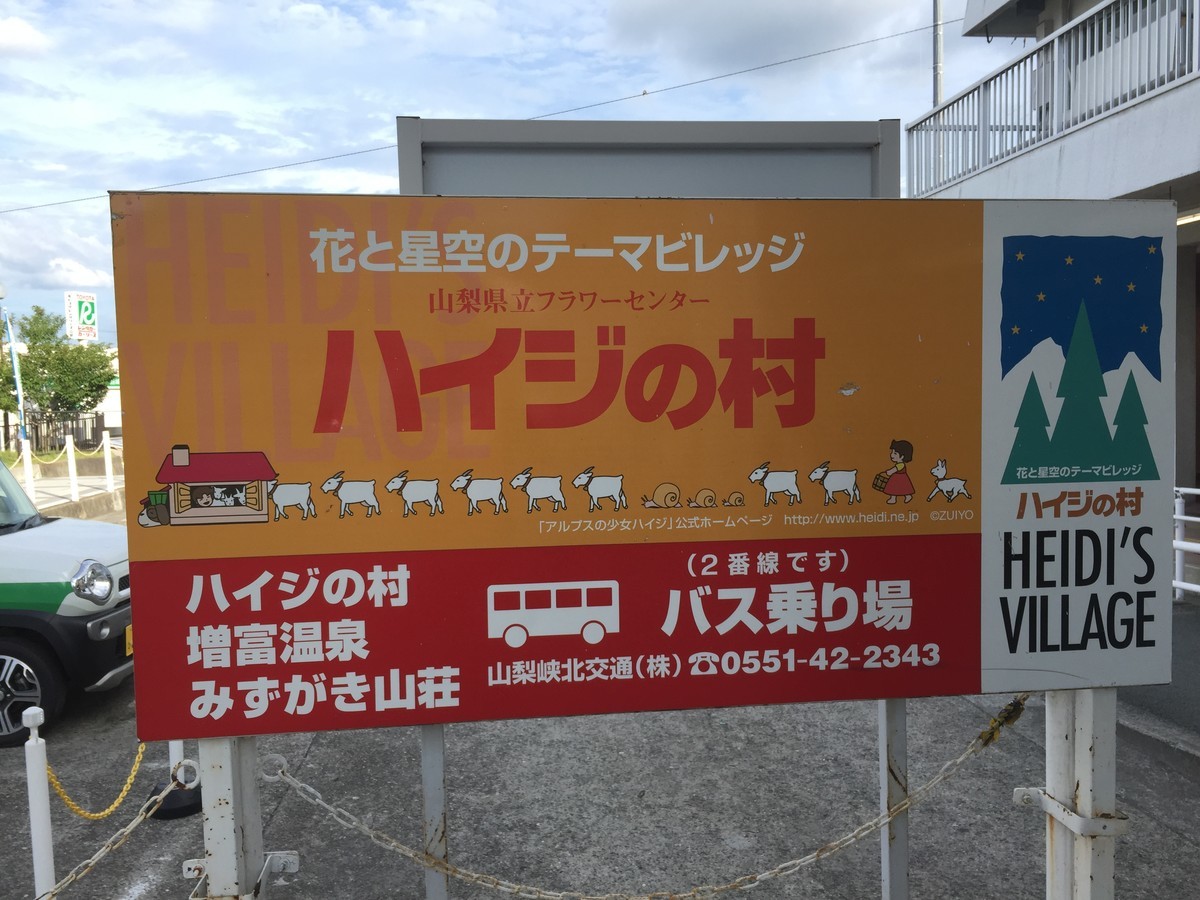 HEIDI'S
VILLAGE
花と星空のテーマビレッジ
山梨県立フラワーセンター
ハイジの村
「アルプスの少女ハイジ」公式ホームページ http://www.heidi.ne.jp ©ZUIYO
ハイジの村
増富温泉
みずがき山荘
(2番線です)
バス乗り場
山梨峡北交通(株)☎0551-42-2343
花と星空のテーマビレッジ
ハイジの村
HEIDI'S
VILLAGE
TOYOTA
R